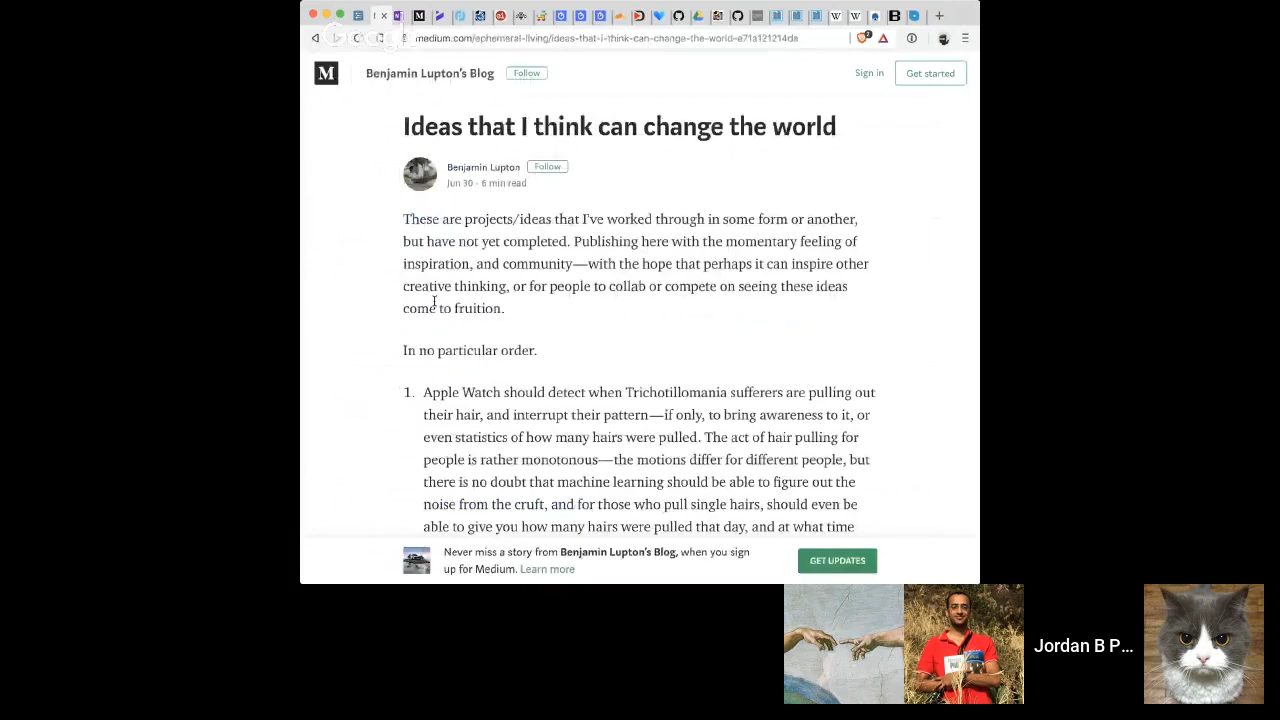 medium.com/ephemeral-living/ideas-that-i-think-can-change-the-world-e71a121214da
M Benjamin Lupton's Blog Follow Sign in Get started
Ideas that I think can change the world
Benjamin Lupton Follow
Jun 30 · 6 min read
These are projects/ideas that I've worked through in some form or another,
but have not yet completed. Publishing here with the momentary feeling of
inspiration, and community—with the hope that perhaps it can inspire other
creative thinking, or for people to collab or compete on seeing these ideas
come to fruition.
In no particular order.
1. Apple Watch should detect when Trichotillomania sufferers are pulling out
their hair, and interrupt their pattern—if only, to bring awareness to it, or
even statistics of how many hairs were pulled. The act of hair pulling for
people is rather monotonous—the motions differ for different people, but
there is no doubt that machine learning should be able to figure out the
noise from the cruft, and for those who pull single hairs, should even be
able to give you how many hairs were pulled that day, and at what time
Never miss a story from Benjamin Lupton's Blog, when you sign
up for Medium. Learn more
GET UPDATES
Jordan B P...